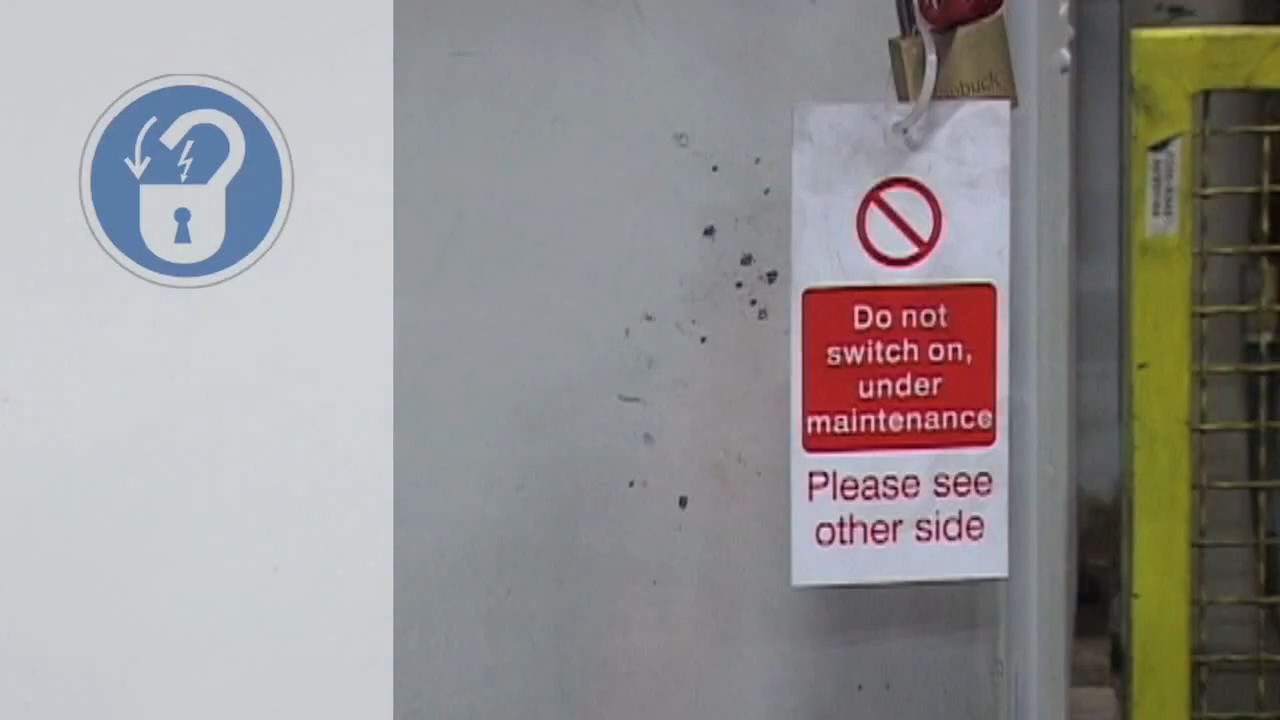 Do not
switch on,
under
maintenance
Please see
other side